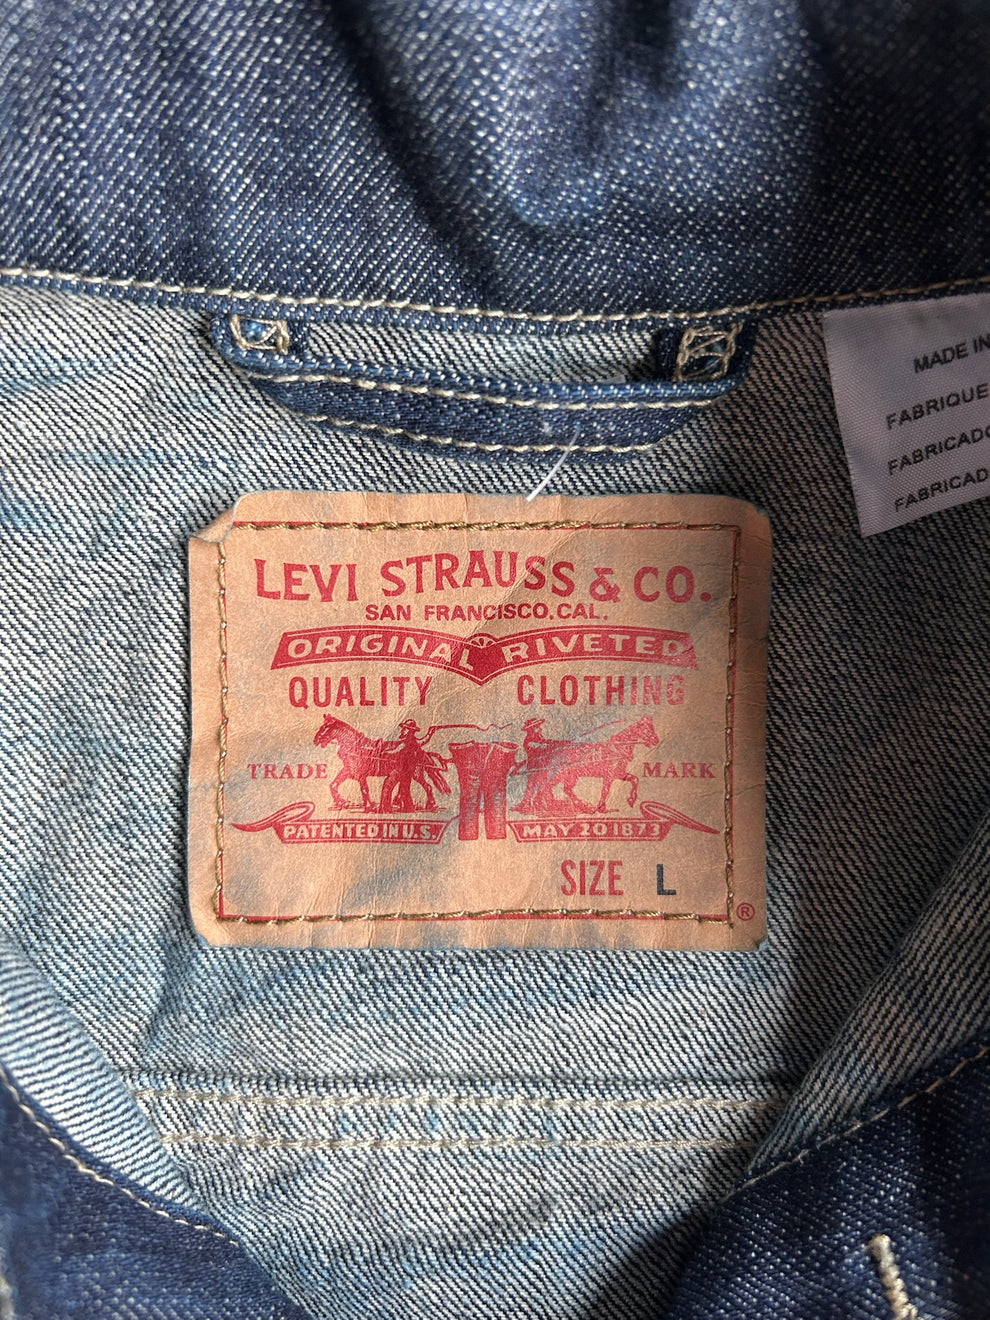 MADE IN
FABRIQUE
FABRICADO
FABRICAD
LEVI STRAUSS & CO.
SAN FRANCISCO, CAL.
ORIGINAL RIVETED
QUALITY CLOTHING
TRADE MARK
PATENTED IN U.S. MAY 20 1873
SIZE L
®